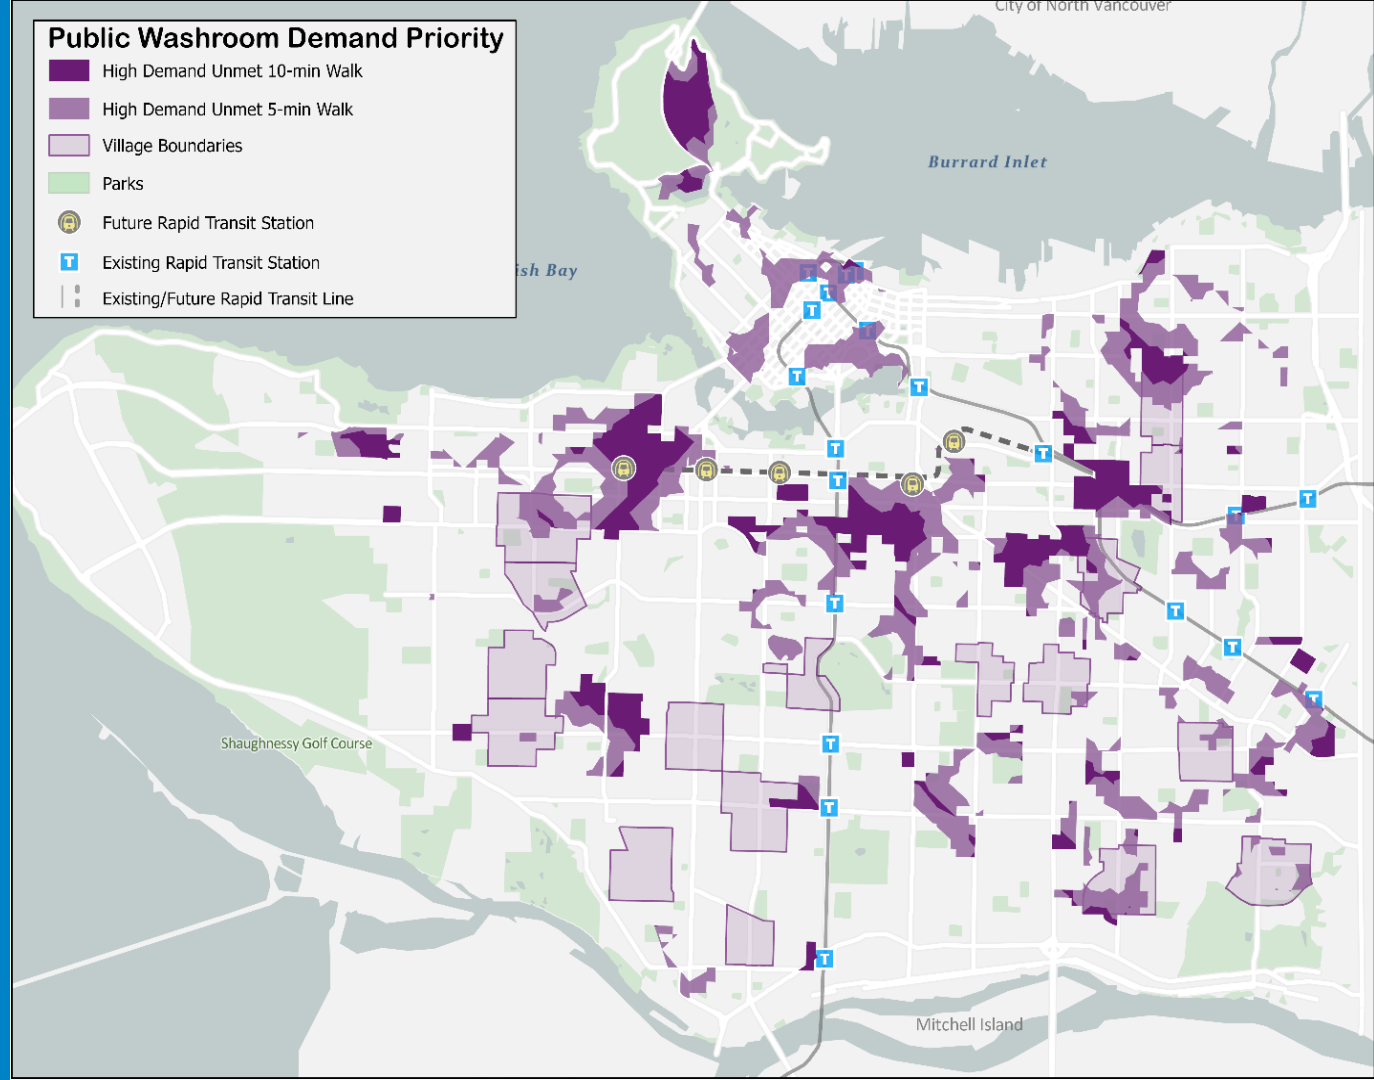 City of North Vancouver
Public Washroom Demand Priority
High Demand Unmet 10-min Walk
High Demand Unmet 5-min Walk
Village Boundaries
Parks
Future Rapid Transit Station
T Existing Rapid Transit Station
Existing/Future Rapid Transit Line
Burrard Inlet
ish Bay
Shaughnessy Golf Course
Mitchell Island